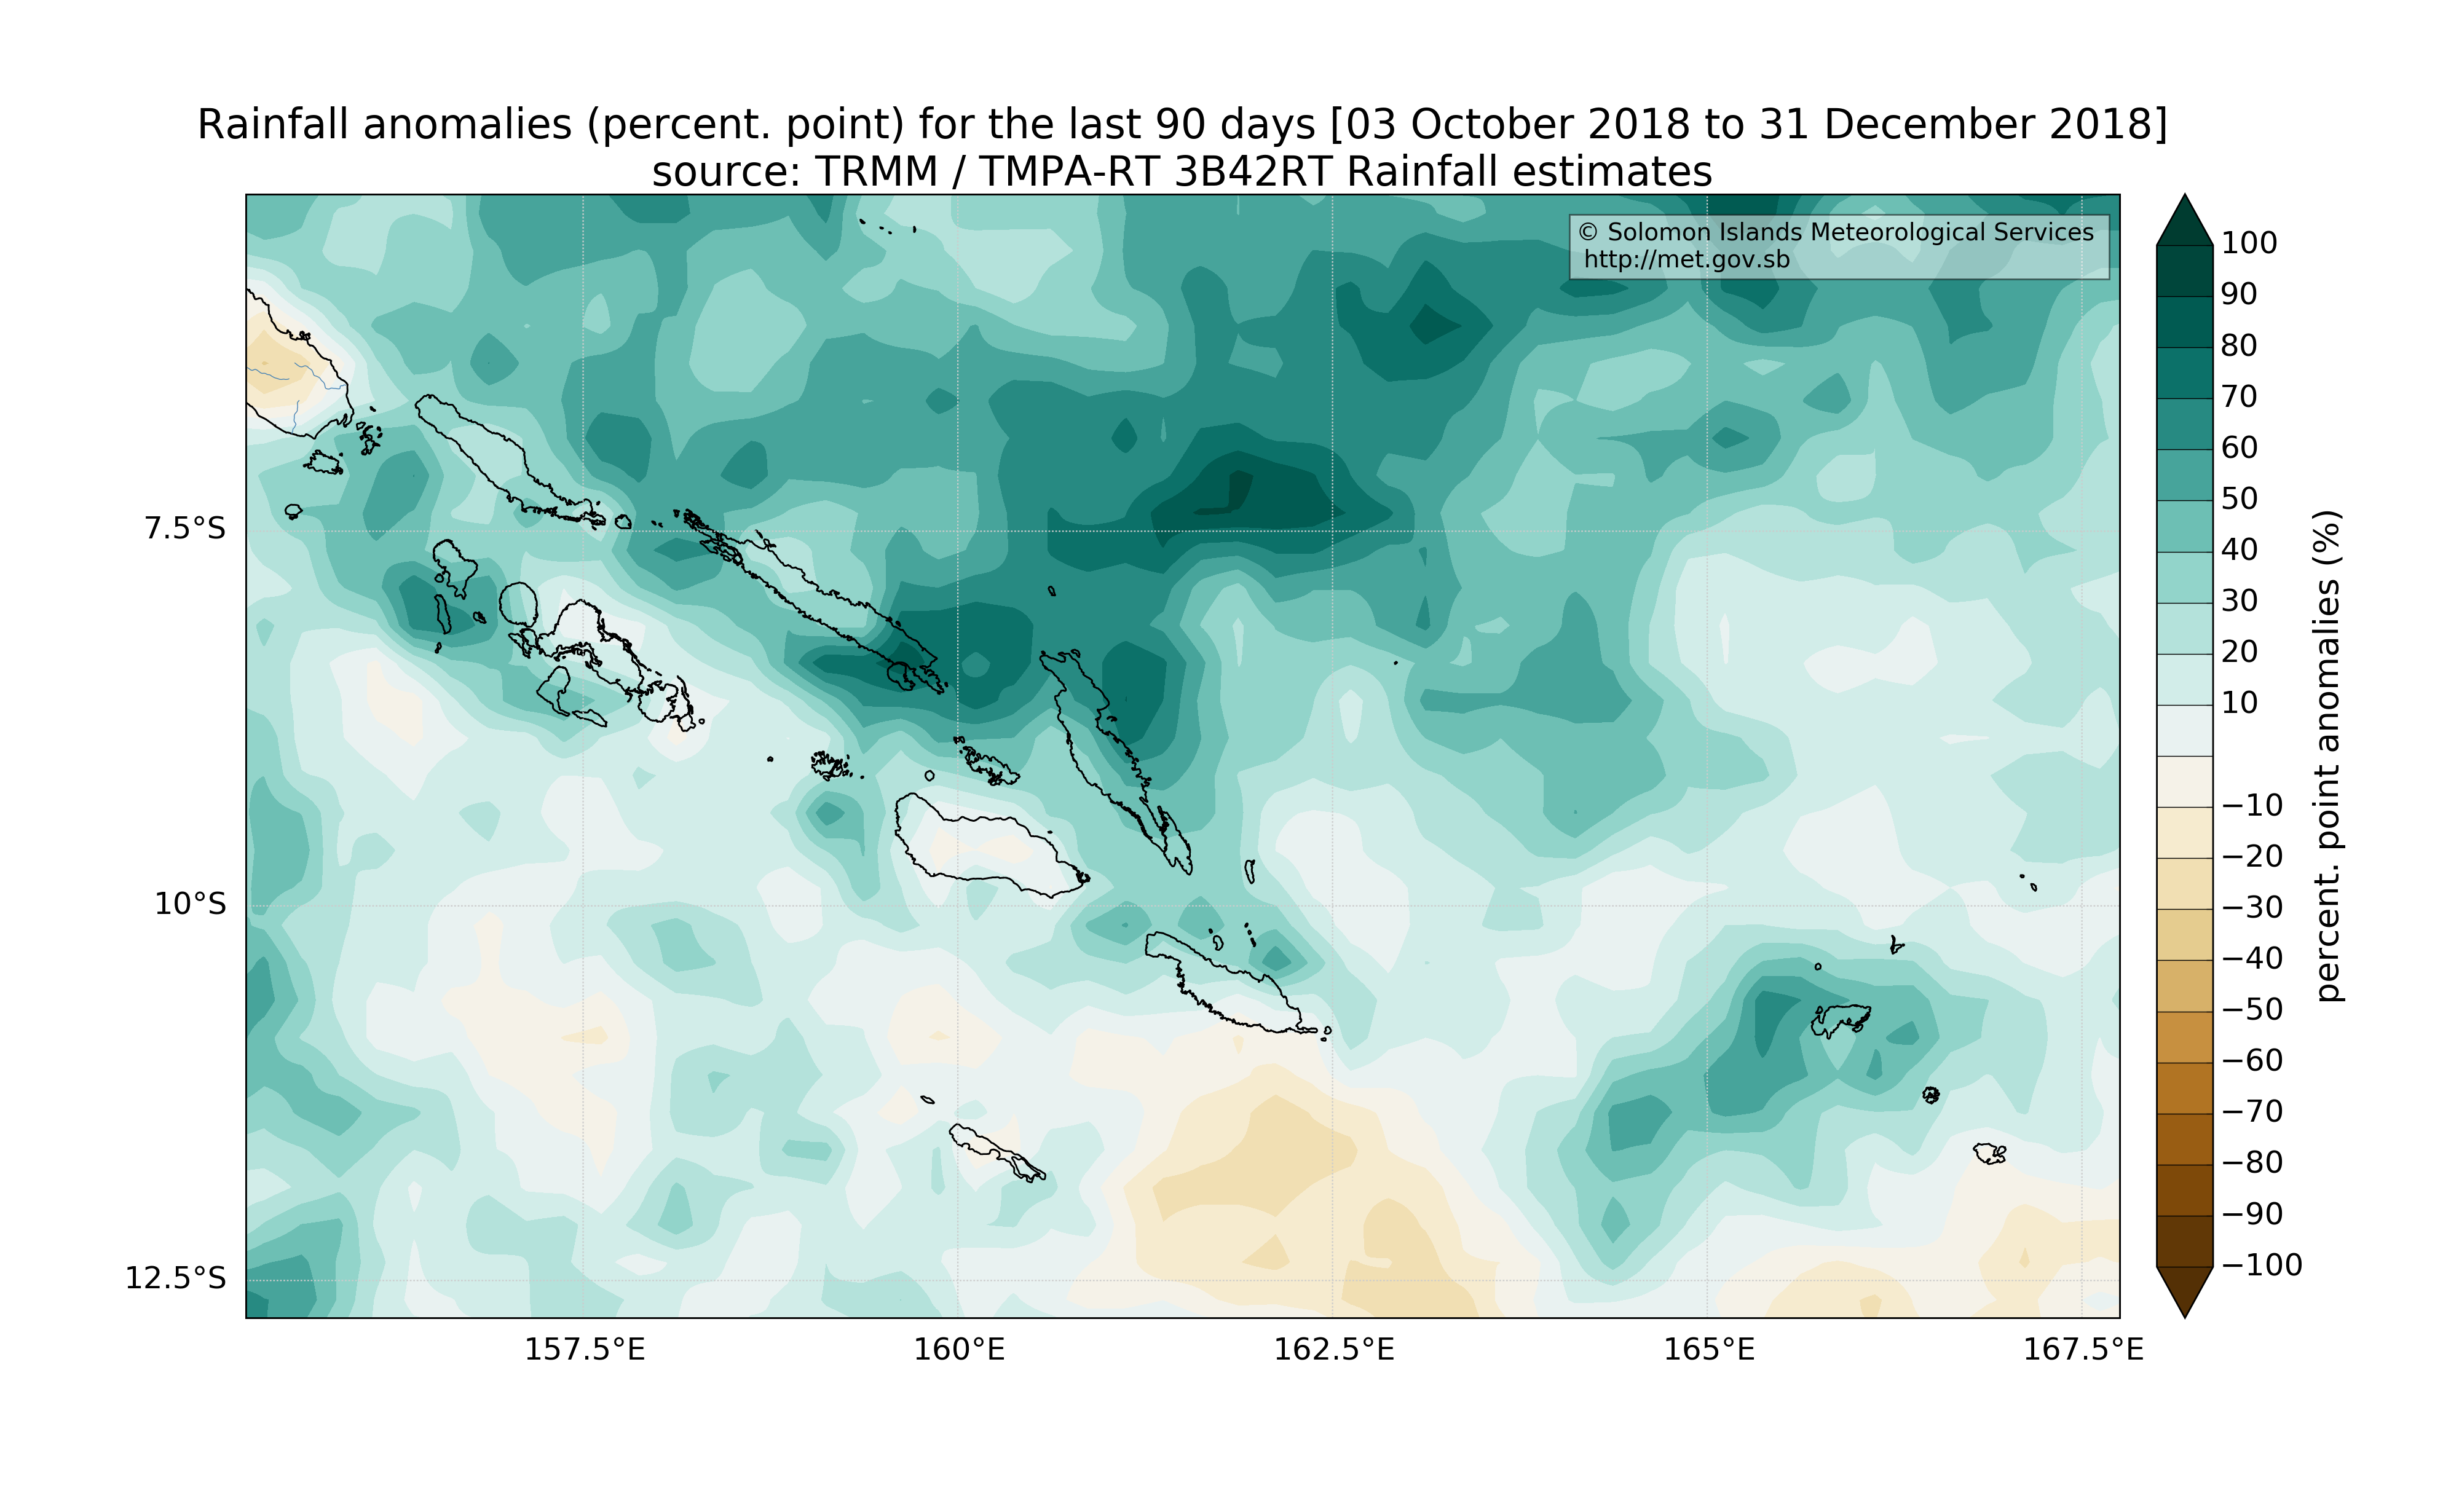 Rainfall anomalies (percent. point) for the last 90 days [03 October 2018 to 31 December 2018]
source: TRMM / TMPA-RT 3B42RT Rainfall estimates
© Solomon Islands Meteorological Services
http://met.gov.sb
7.5°S
10°S
12.5°S
157.5°E
160°E
162.5°E
165°E
167.5°E
100
90
80
70
60
50
40
30
20
10
−10
−20
−30
−40
−50
−60
−70
−80
−90
−100
percent. point anomalies (%)